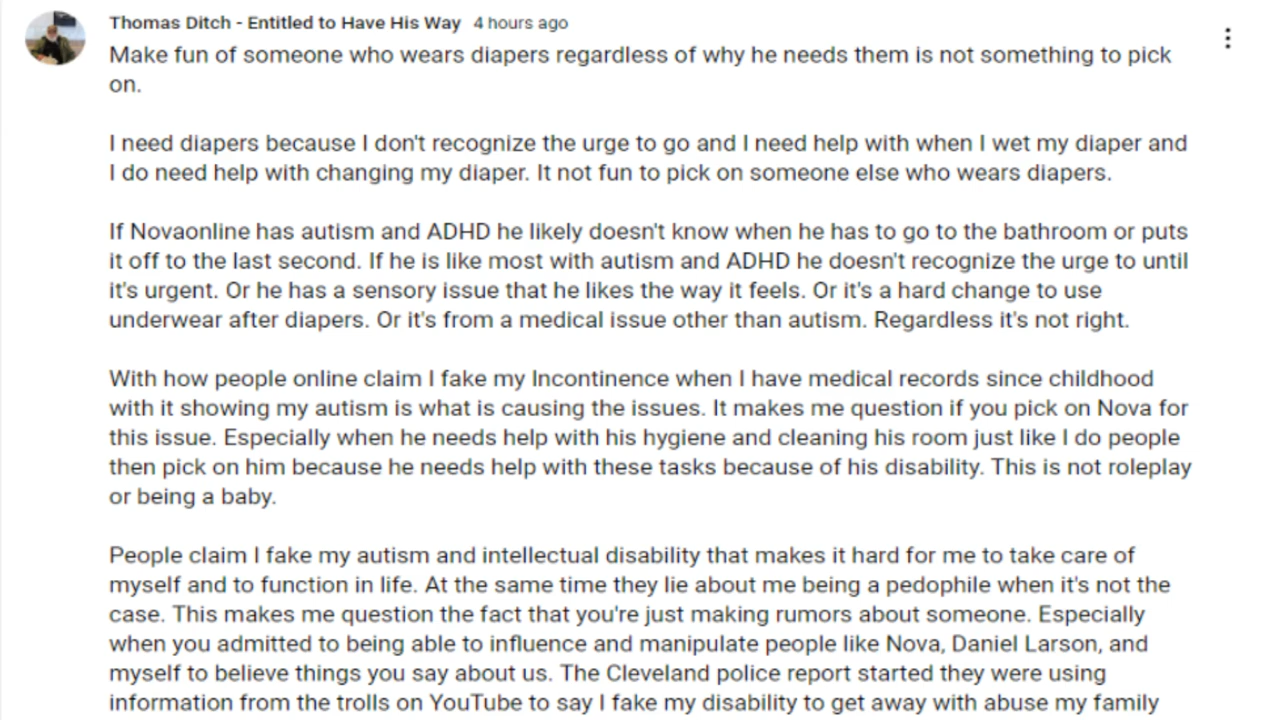 Thomas Ditch - Entitled to Have His Way 4 hours ago
Make fun of someone who wears diapers regardless of why he needs them is not something to pick
on.
I need diapers because I don't recognize the urge to go and I need help with when I wet my diaper and
I do need help with changing my diaper. It not fun to pick on someone else who wears diapers.
If Novaonline has autism and ADHD he likely doesn't know when he has to go to the bathroom or puts
it off to the last second. If he is like most with autism and ADHD he doesn't recognize the urge to until
it's urgent. Or he has a sensory issue that he likes the way it feels. Or it's a hard change to use
underwear after diapers. Or it's from a medical issue other than autism. Regardless it's not right.
With how people online claim I fake my Incontinence when I have medical records since childhood
with it showing my autism is what is causing the issues. It makes me question if you pick on Nova for
this issue. Especially when he needs help with his hygiene and cleaning his room just like I do people
then pick on him because he needs help with these tasks because of his disability. This is not roleplay
or being a baby.
People claim I fake my autism and intellectual disability that makes it hard for me to take care of
myself and to function in life. At the same time they lie about me being a pedophile when it's not the
case. This makes me question the fact that you're just making rumors about someone. Especially
when you admitted to being able to influence and manipulate people like Nova, Daniel Larson, and
myself to believe things you say about us. The Cleveland police report started they were using
information from the trolls on YouTube to say I fake my disability to get away with abuse my family